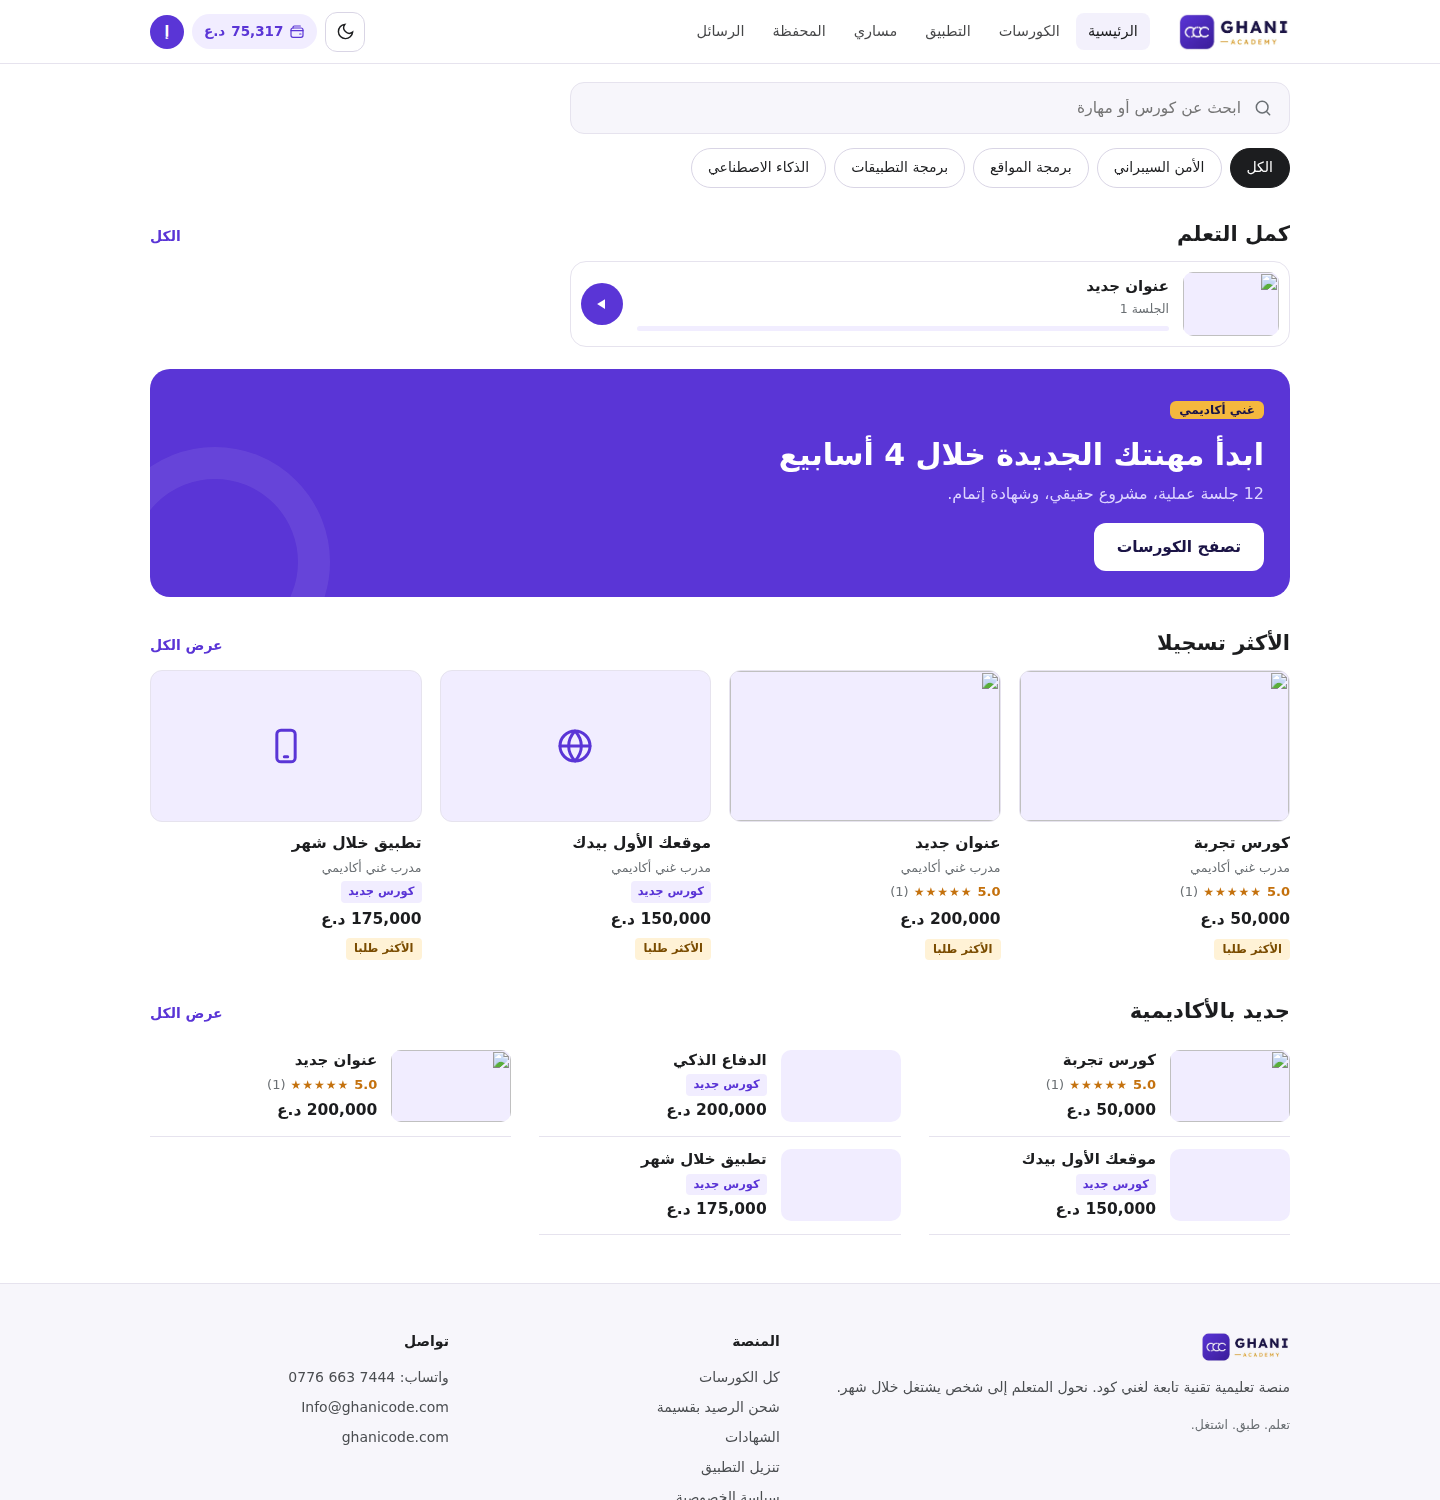 GHANI
ACADEMY
الرئيسية
الكورسات
التطبيق
مساري
المحفظة
الرسائل
75,317 د.ع
إ
ابحث عن كورس أو مهارة
الكل
الأمن السيبراني
برمجة المواقع
برمجة التطبيقات
الذكاء الاصطناعي
كمل التعلم
الكل
عنوان جديد
الجلسة 1
غني أكاديمي
ابدأ مهنتك الجديدة خلال 4 أسابيع
12 جلسة عملية، مشروع حقيقي، وشهادة إتمام.
تصفح الكورسات
الأكثر تسجيلا
عرض الكل
كورس تجربة
مدرب غني أكاديمي
5.0 ★★★★★ (1)
50,000 د.ع
الأكثر طلبا
عنوان جديد
مدرب غني أكاديمي
5.0 ★★★★★ (1)
200,000 د.ع
الأكثر طلبا
موقعك الأول بيدك
مدرب غني أكاديمي
كورس جديد
150,000 د.ع
الأكثر طلبا
تطبيق خلال شهر
مدرب غني أكاديمي
كورس جديد
175,000 د.ع
الأكثر طلبا
جديد بالأكاديمية
عرض الكل
كورس تجربة
5.0 ★★★★★ (1)
50,000 د.ع
الدفاع الذكي
كورس جديد
200,000 د.ع
عنوان جديد
5.0 ★★★★★ (1)
200,000 د.ع
موقعك الأول بيدك
كورس جديد
150,000 د.ع
تطبيق خلال شهر
كورس جديد
175,000 د.ع
GHANI
ACADEMY
منصة تعليمية تقنية تابعة لغني كود. نحول المتعلم إلى شخص يشتغل خلال شهر.
تعلم. طبق. اشتغل.
المنصة
كل الكورسات
شحن الرصيد بقسيمة
الشهادات
تنزيل التطبيق
سياسة الخصوصية
تواصل
واتساب: 7444 663 0776
Info@ghanicode.com
ghanicode.com